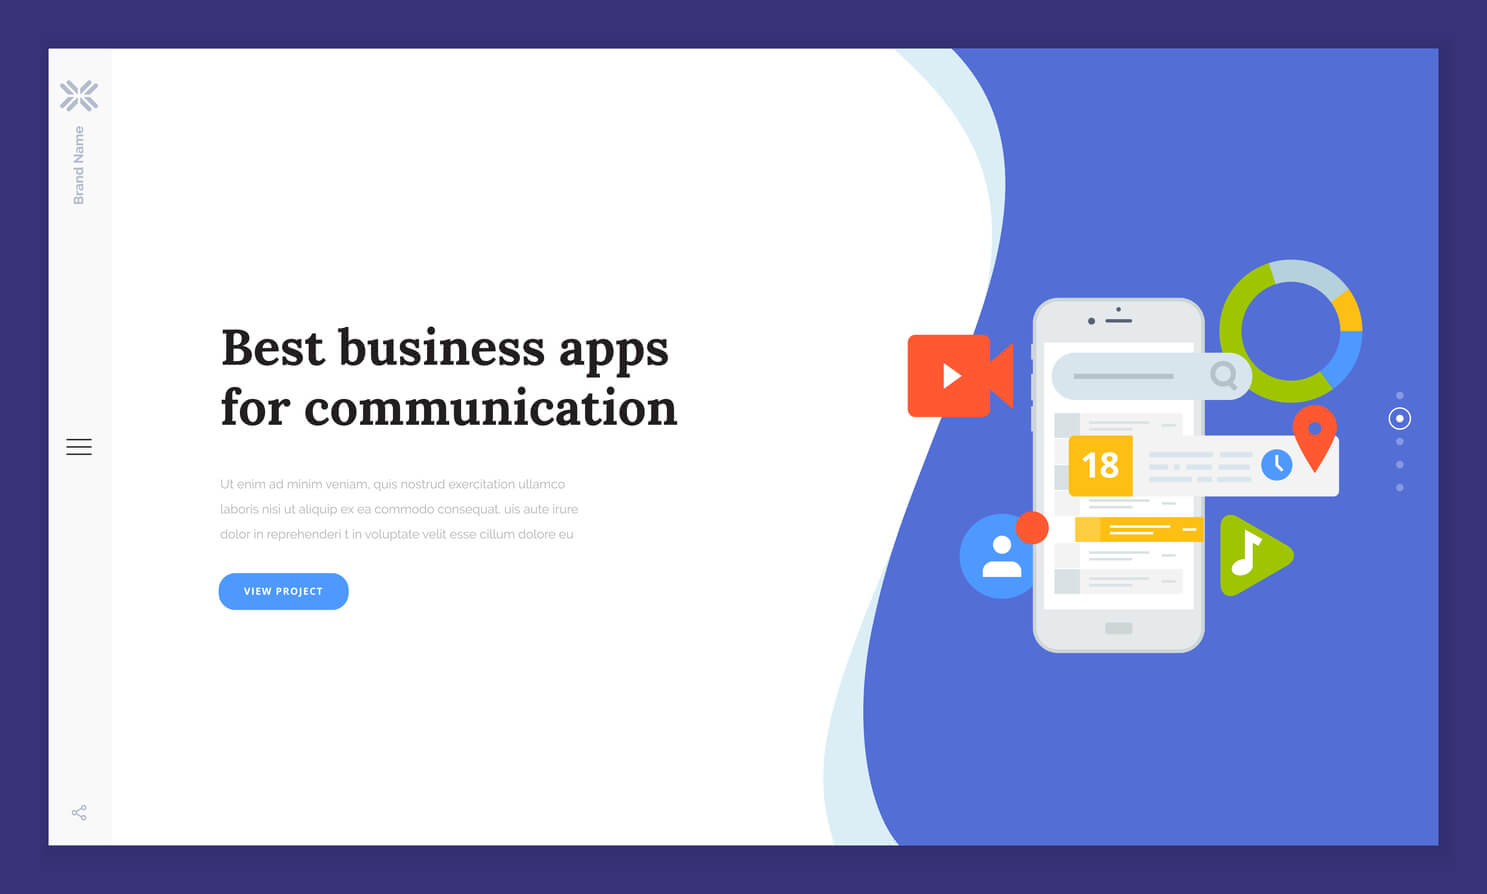 Brand Name
Best business apps
for communication
Ut enim ad minim veniam, quis nostrud exercitation ullamco
laboris nisi ut aliquip ex ea commodo consequat. uis aute irure
dolor in reprehenderi t in voluptate velit esse cillum dolore eu
VIEW PROJECT
18